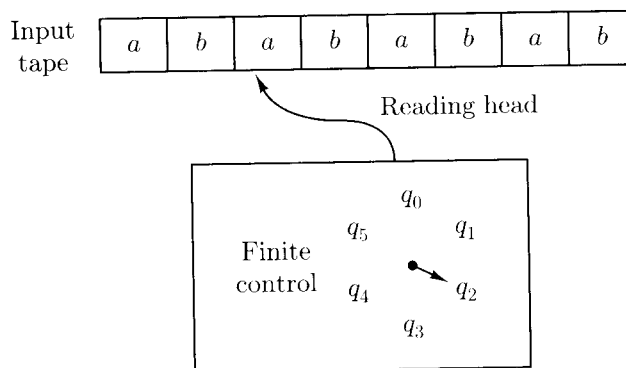 Input tape
a b a b a b a b
Reading head
Finite control
q0
q1
q2
q3
q4
q5